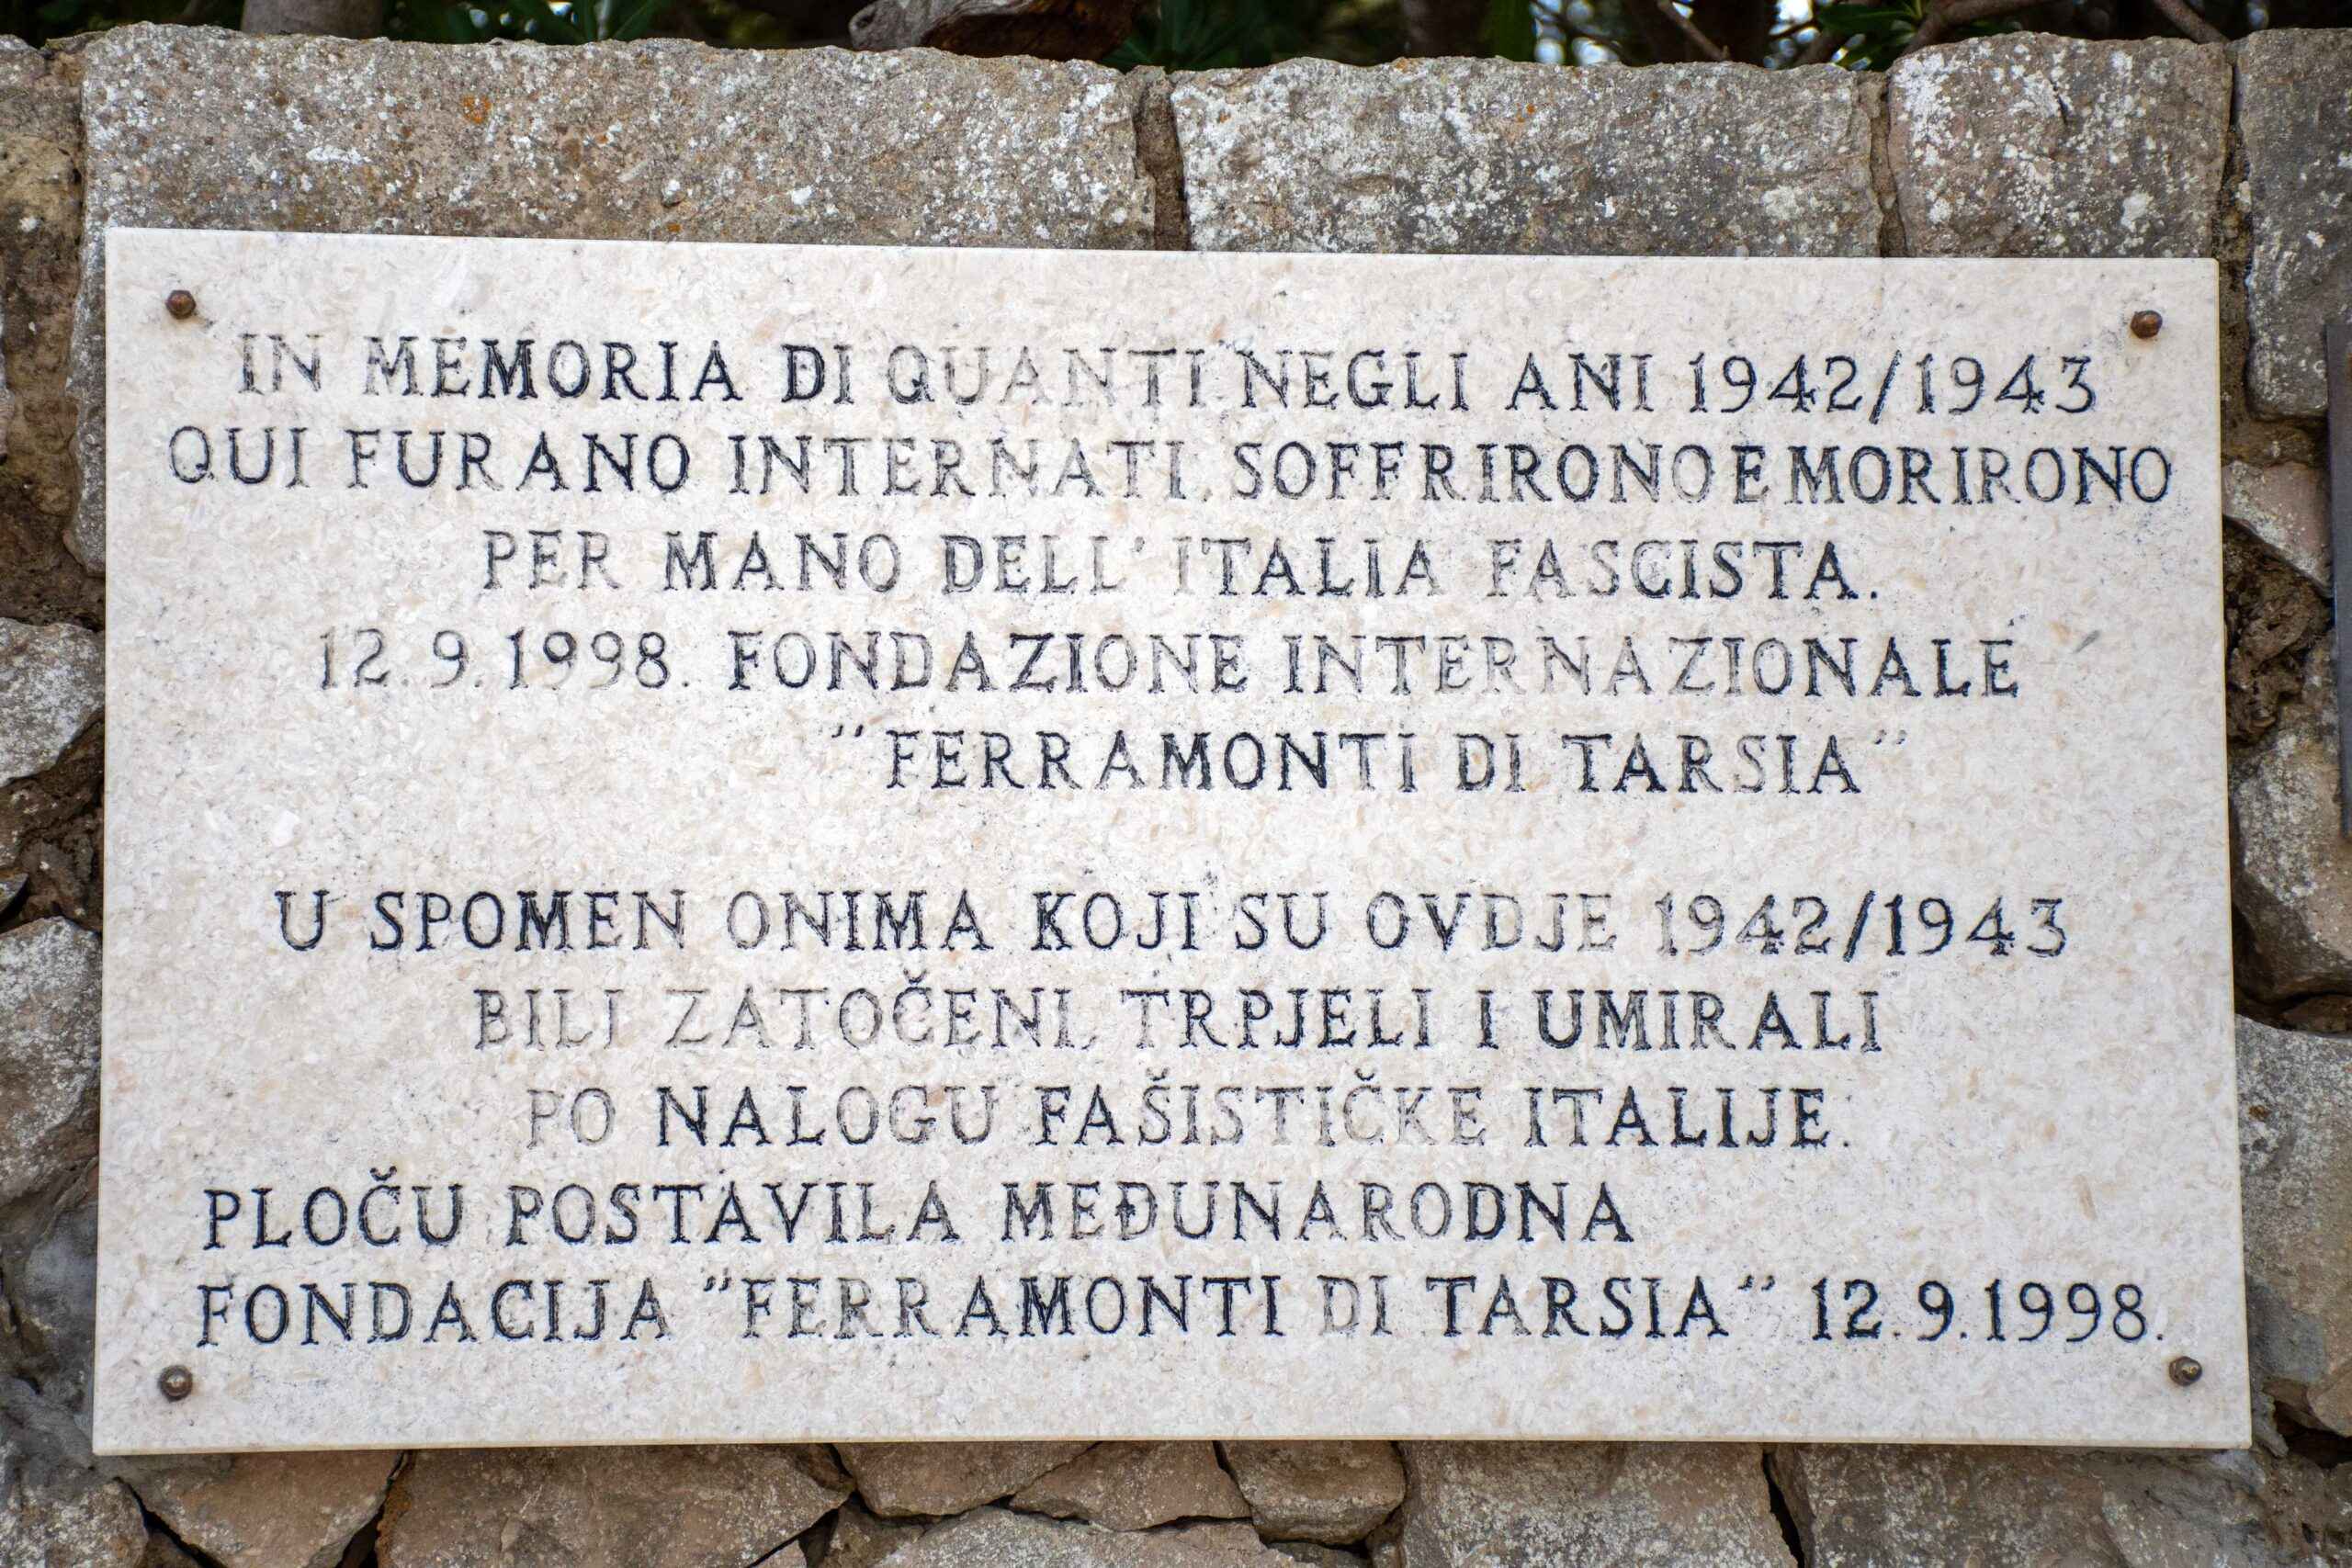 IN MEMORIA DI QUANTI NEGLI ANI 1942/1943
QUI FURANO INTERNATI, SOFFRIRONO E MORIRONO
PER MANO DELL'ITALIA FASCISTA.
12.9.1998. FONDAZIONE INTERNAZIONALE
"FERRAMONTI DI TARSIA"
U SPOMEN ONIMA KOJI SU OVDJE 1942/1943
BILI ZATOČENI, TRPJELI I UMIRALI
PO NALOGU FAŠISTIČKE ITALIJE.
PLOČU POSTAVILA MEĐUNARODNA
FONDACIJA "FERRAMONTI DI TARSIA" 12.9.1998.